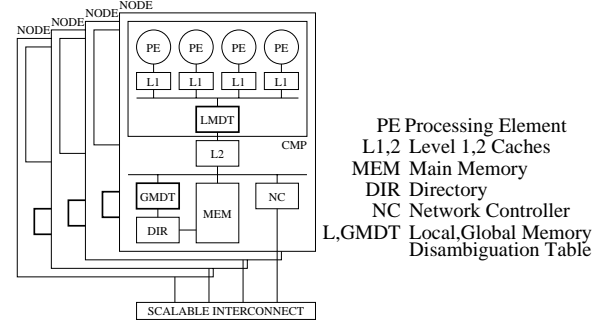 NODE
NODE
NODE
NODE
PE PE PE PE
L1 L1 L1 L1
LMDT
CMP
L2
GMDT
MEM
NC
DIR
SCALABLE INTERCONNECT
PE Processing Element
L1,2 Level 1,2 Caches
MEM Main Memory
DIR Directory
NC Network Controller
L,GMDT Local,Global Memory
Disambiguation Table